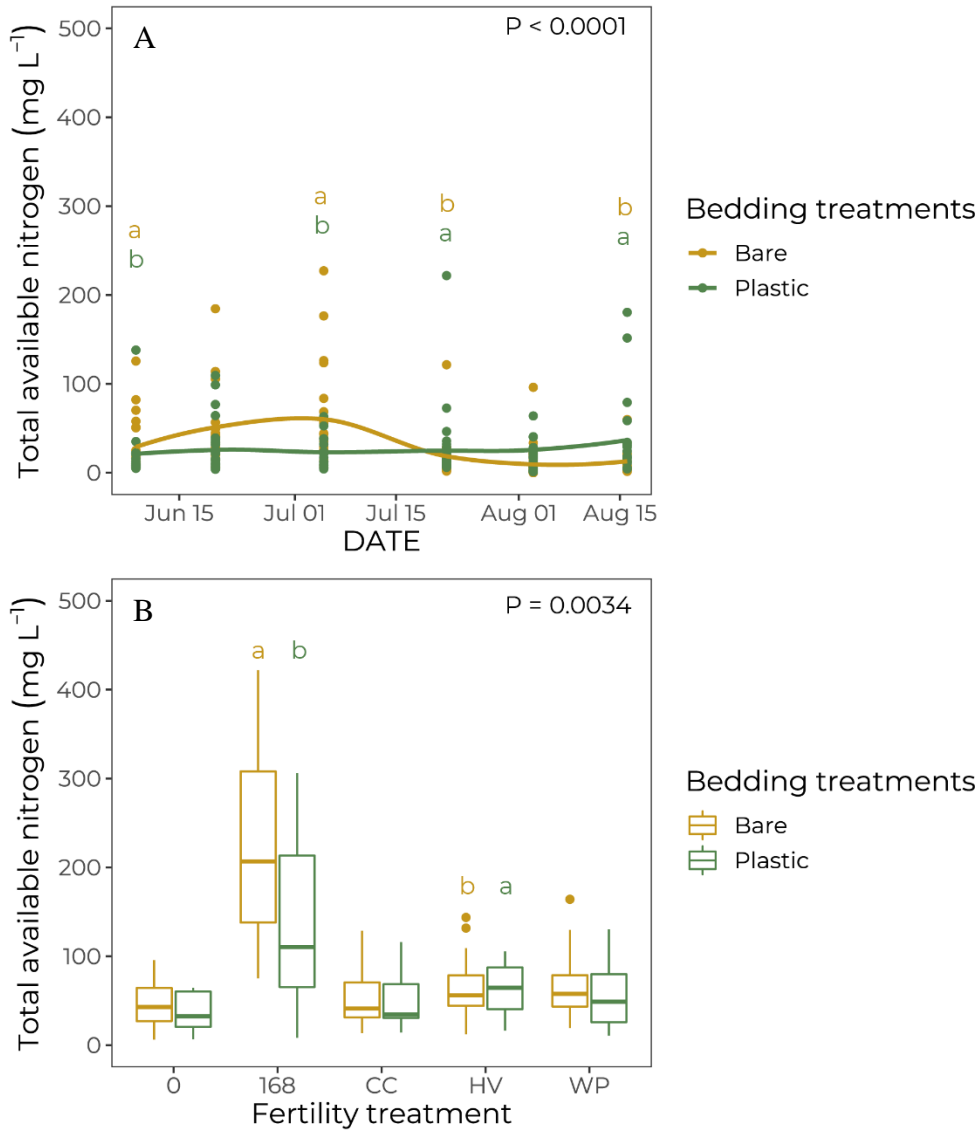 A
P < 0.0001
Total available nitrogen (mg L⁻¹)
500
400
300
200
100
0
a
b
a
b
b
a
b
a
Jun 15
Jul 01
Jul 15
Aug 01
Aug 15
DATE
Bedding treatments
Bare
Plastic
B
P = 0.0034
Total available nitrogen (mg L⁻¹)
500
400
300
200
100
0
a
b
b
a
0
168
CC
HV
WP
Fertility treatment
Bedding treatments
Bare
Plastic